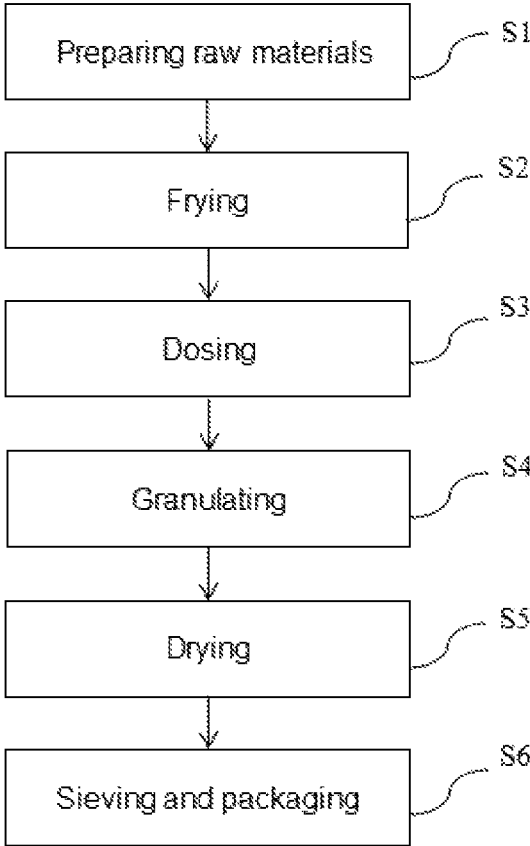 Preparing raw materials
S1
Frying
S2
Dosing
S3
Granulating
S4
Drying
S5
Sieving and packaging
S6